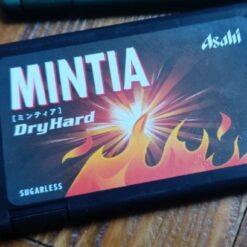 Asahi
MINTIA
[ミンティア]
DryHard
SUGARLESS